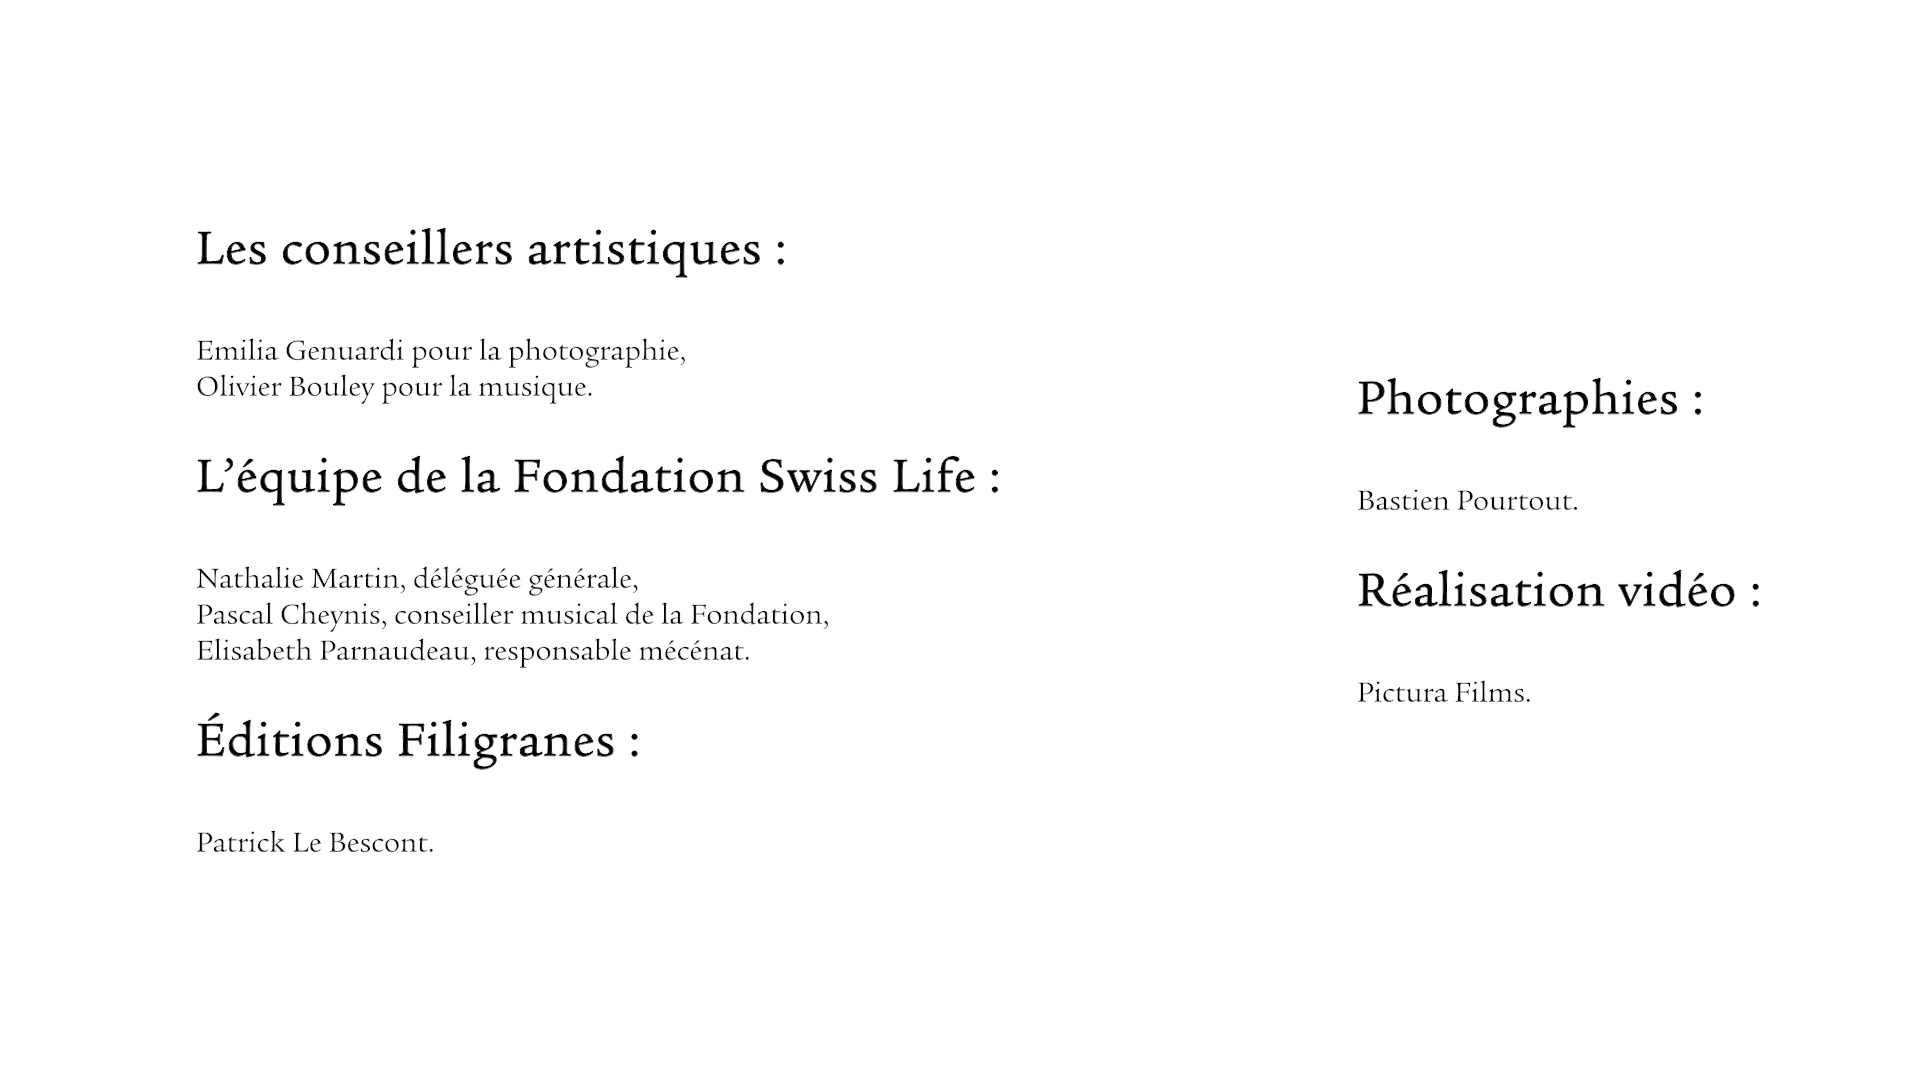 Les conseillers artistiques :
Emilia Genuardi pour la photographie,
Olivier Bouley pour la musique.
L’équipe de la Fondation Swiss Life :
Nathalie Martin, déléguée générale,
Pascal Cheynis, conseiller musical de la Fondation,
Elisabeth Parnaudeau, responsable mécénat.
Éditions Filigranes :
Patrick Le Bescont.
Photographies :
Bastien Pourtout.
Réalisation vidéo :
Pictura Films.